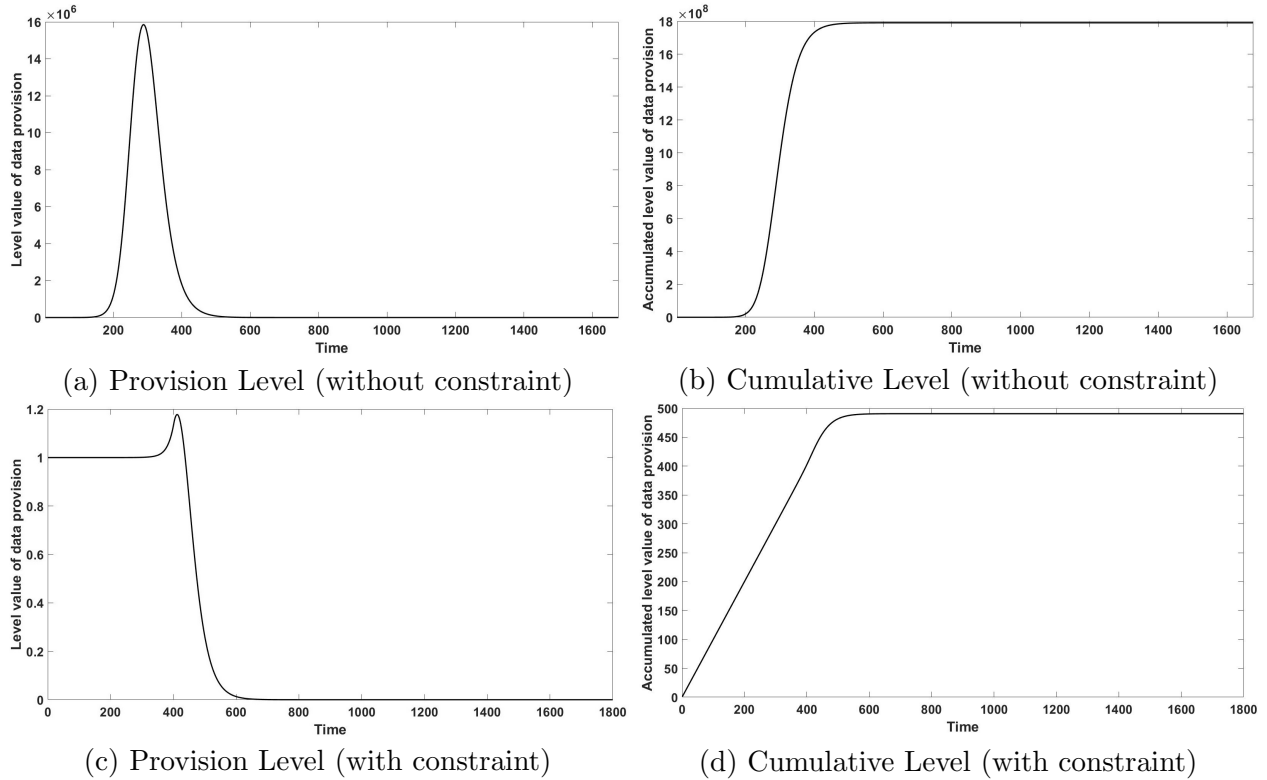 ×10⁶
16
14
12
10
8
6
4
2
0
Level value of data provision
200 400 600 800 1000 1200 1400 1600
Time
(a) Provision Level (without constraint)
×10⁸
18
16
14
12
10
8
6
4
2
0
Accumulated level value of data provision
200 400 600 800 1000 1200 1400 1600
Time
(b) Cumulative Level (without constraint)
1.2
1
0.8
0.6
0.4
0.2
0
Level value of data provision
0 200 400 600 800 1000 1200 1400 1600 1800
Time
(c) Provision Level (with constraint)
500
450
400
350
300
250
200
150
100
50
0
Accumulated level value of data provision
0 200 400 600 800 1000 1200 1400 1600 1800
Time
(d) Cumulative Level (with constraint)